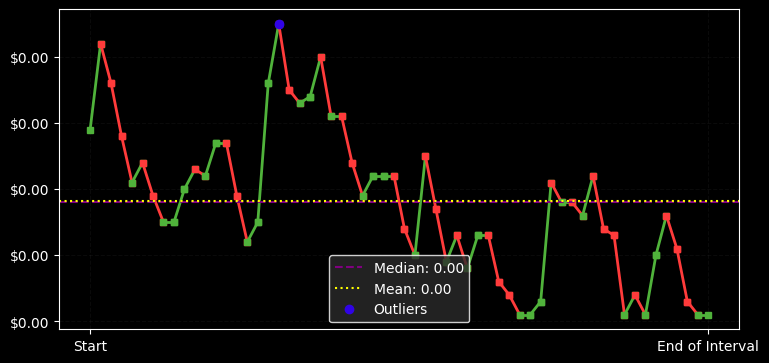 $0.00
$0.00
$0.00
$0.00
$0.00
Median: 0.00
Mean: 0.00
Outliers
Start
End of Interval